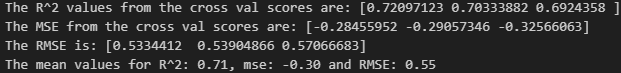 The R^2 values from the cross val scores are: [0.72097123 0.70333882 0.6924358 ]
The MSE from the cross val scores are: [-0.28455952 -0.29057346 -0.32566063]
The RMSE is: [0.5334412  0.53904866 0.57066683]
The mean values for R^2: 0.71, mse: -0.30 and RMSE: 0.55